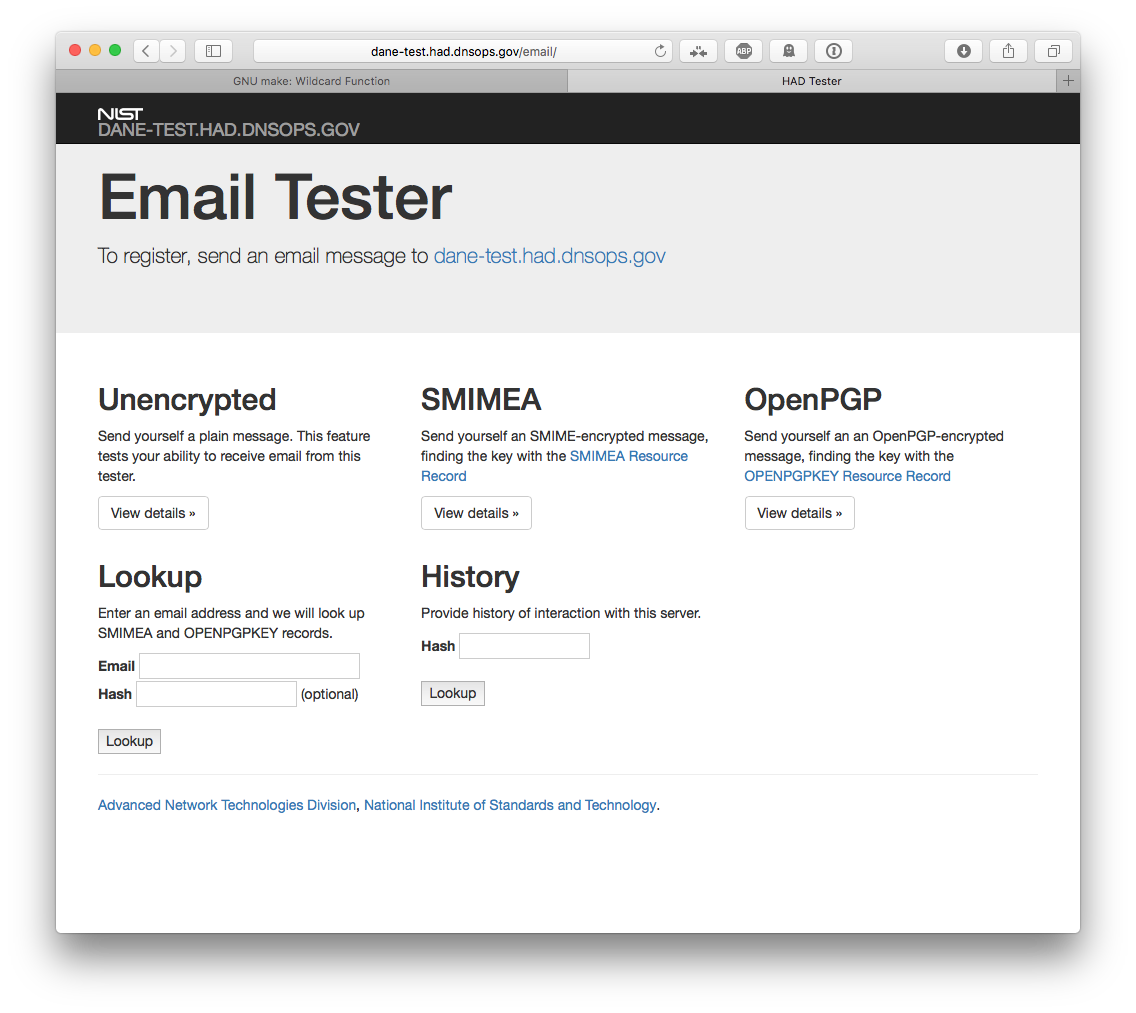 dane-test.had.dnsops.gov/email/
ABP
GNU make: Wildcard Function
HAD Tester
NIST
DANE-TEST.HAD.DNSOPS.GOV
Email Tester
To register, send an email message to dane-test.had.dnsops.gov
Unencrypted
Send yourself a plain message. This feature
tests your ability to receive email from this
tester.
View details »
SMIMEA
Send yourself an SMIME-encrypted message,
finding the key with the SMIMEA Resource
Record
View details »
OpenPGP
Send yourself an an OpenPGP-encrypted
message, finding the key with the
OPENPGPKEY Resource Record
View details »
Lookup
Enter an email address and we will look up
SMIMEA and OPENPGPKEY records.
Email
Hash (optional)
Lookup
History
Provide history of interaction with this server.
Hash
Lookup
Advanced Network Technologies Division, National Institute of Standards and Technology.